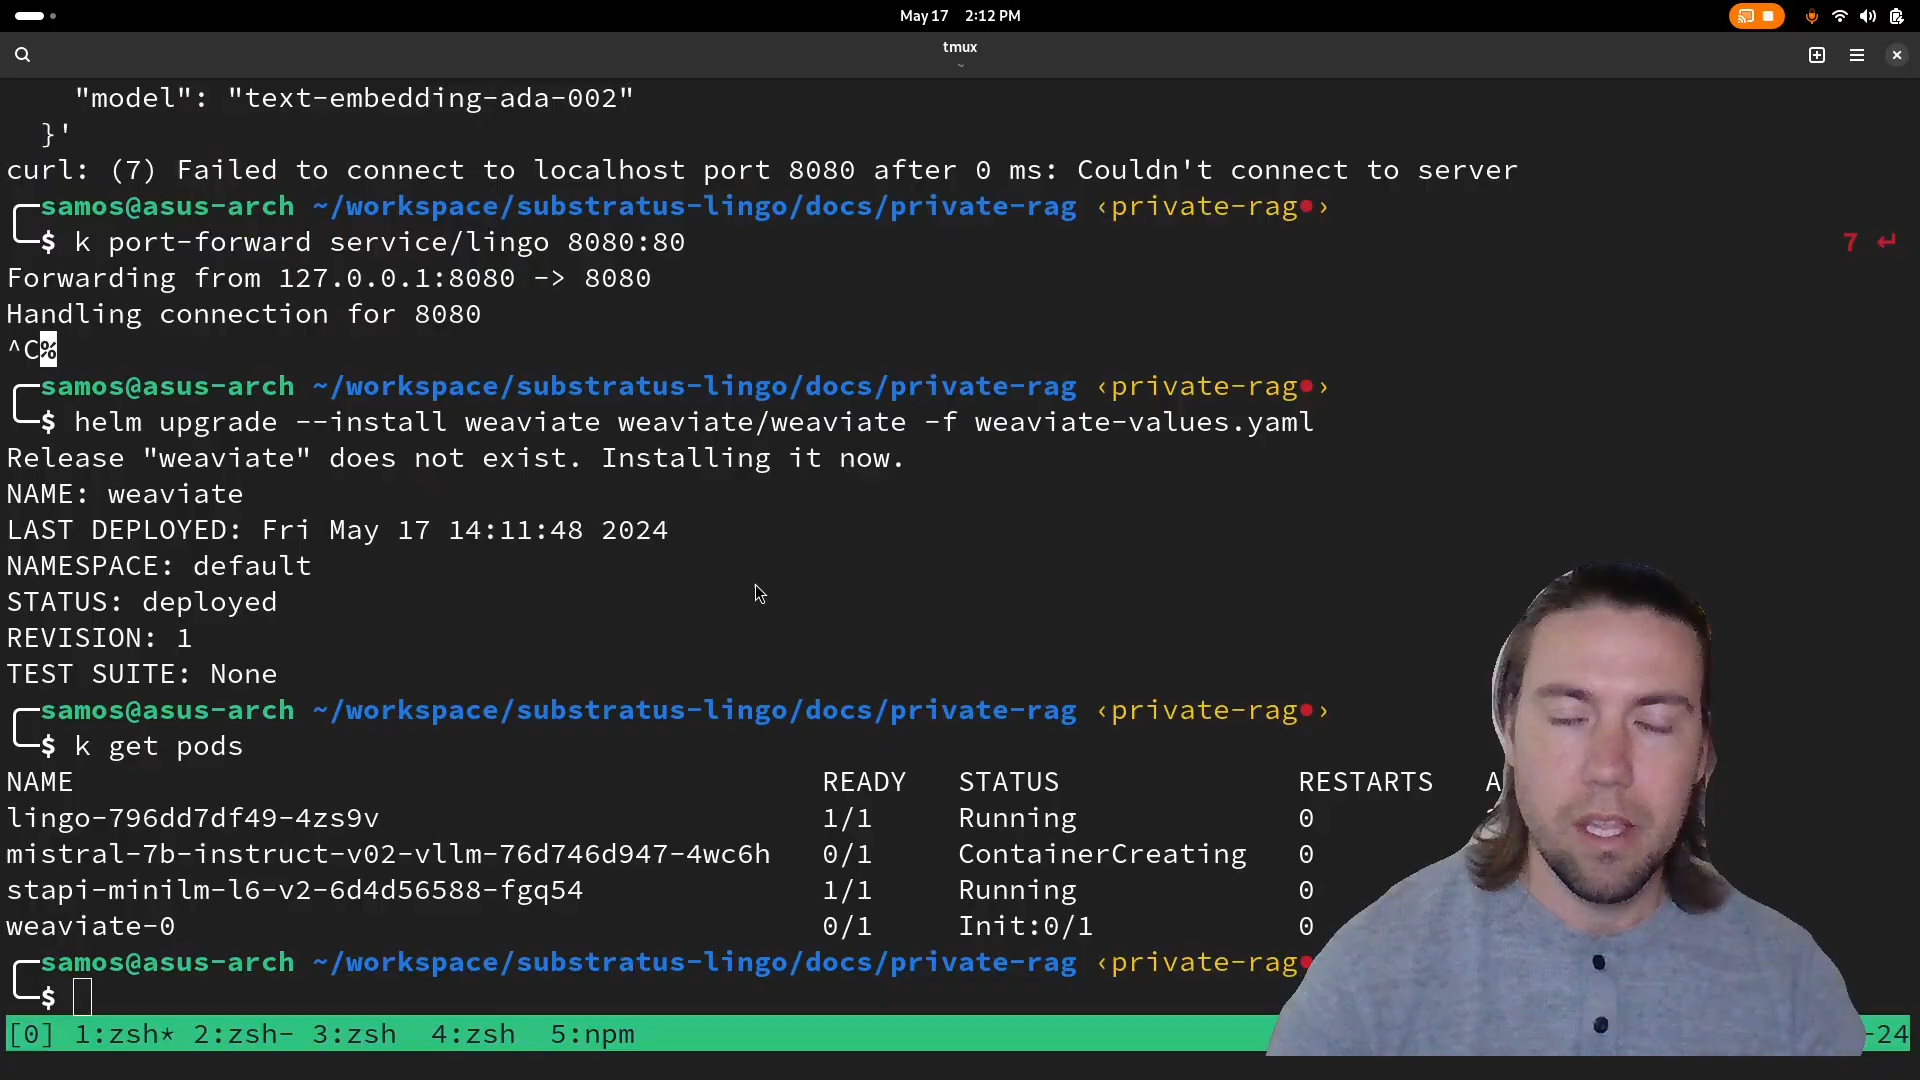 May 17 2:12 PM
tmux
~
"model": "text-embedding-ada-002"
}'
curl: (7) Failed to connect to localhost port 8080 after 0 ms: Couldn't connect to server
samos@asus-arch ~/workspace/substratus-lingo/docs/private-rag ‹private-rag●›
$ k port-forward service/lingo 8080:80 7 ↵
Forwarding from 127.0.0.1:8080 -> 8080
Handling connection for 8080
^C%
samos@asus-arch ~/workspace/substratus-lingo/docs/private-rag ‹private-rag●›
$ helm upgrade --install weaviate weaviate/weaviate -f weaviate-values.yaml
Release "weaviate" does not exist. Installing it now.
NAME: weaviate
LAST DEPLOYED: Fri May 17 14:11:48 2024
NAMESPACE: default
STATUS: deployed
REVISION: 1
TEST SUITE: None
samos@asus-arch ~/workspace/substratus-lingo/docs/private-rag ‹private-rag●›
$ k get pods
NAME READY STATUS RESTARTS A
lingo-796dd7df49-4zs9v 1/1 Running 0
mistral-7b-instruct-v02-vllm-76d746d947-4wc6h 0/1 ContainerCreating 0
stapi-minilm-l6-v2-6d4d56588-fgq54 1/1 Running 0
weaviate-0 0/1 Init:0/1 0
samos@asus-arch ~/workspace/substratus-lingo/docs/private-rag ‹private-rag●
$
[0] 1:zsh* 2:zsh- 3:zsh 4:zsh 5:npm -24